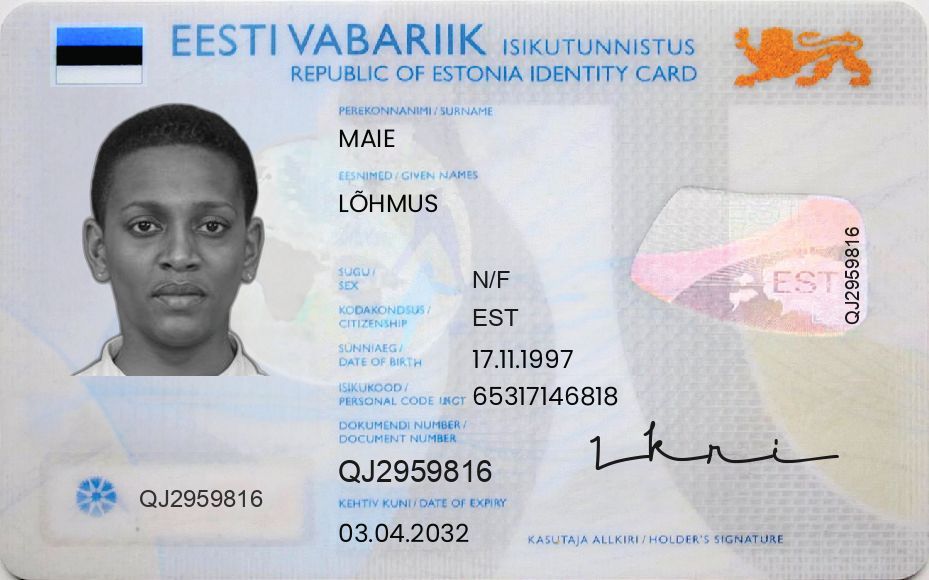 EESTI VABARIIK ISIKUTUNNISTUS
REPUBLIC OF ESTONIA IDENTITY CARD
PEREKONNANIMI / SURNAME
MAIE
EESNIMED / GIVEN NAMES
LÕHMUS
SUGU /
SEX
N/F
KODAKONDSUS /
CITIZENSHIP
EST
SÜNNIAEG /
DATE OF BIRTH
17.11.1997
ISIKUKOOD /
PERSONAL CODE
65317146818
DOKUMENDI NUMBER /
DOCUMENT NUMBER
QJ2959816
KEHTIV KUNI / DATE OF EXPIRY
03.04.2032
QJ2959816
EST
QJ2959816
KASUTAJA ALLKIRI / HOLDER'S SIGNATURE